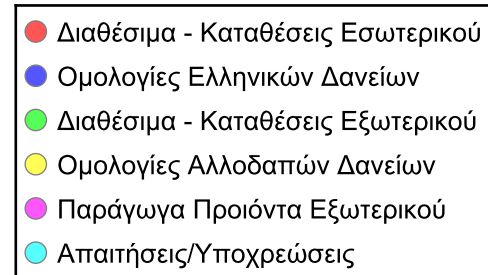 Διαθέσιμα - Καταθέσεις Εσωτερικού
Ομολογίες Ελληνικών Δανείων
Διαθέσιμα - Καταθέσεις Εξωτερικού
Ομολογίες Αλλοδαπών Δανείων
Παράγωγα Προιόντα Εξωτερικού
Απαιτήσεις/Υποχρεώσεις